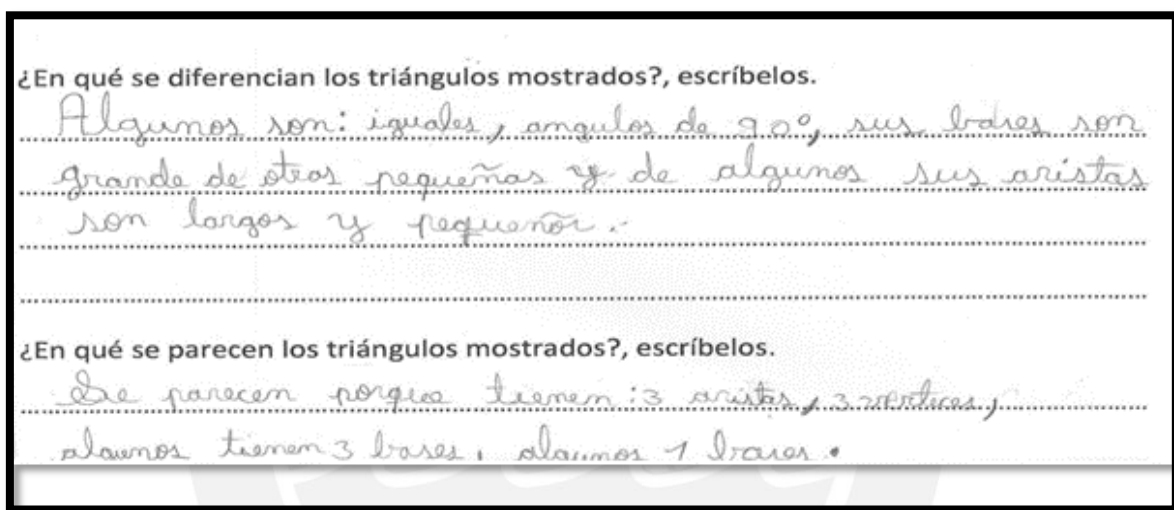 ¿En qué se diferencian los triángulos mostrados?, escríbelos.
Algunos son: iguales, angulos de 90°, sus bases son
grande de otras pequeñas y de algunos sus aristas
son largos y pequeños.
¿En qué se parecen los triángulos mostrados?, escríbelos.
Se parecen porque tienen: 3 aristas, 3 vertices,
algunos tienen 3 bases, algunos 1 bases.